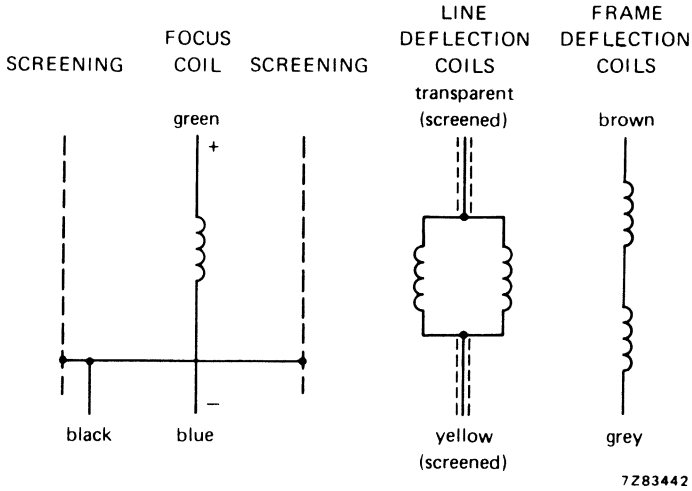 SCREENING
FOCUS
COIL
SCREENING
LINE
DEFLECTION
COILS
FRAME
DEFLECTION
COILS
green
+
transparent
(screened)
brown
black
−
blue
yellow
(screened)
grey
7Z83442